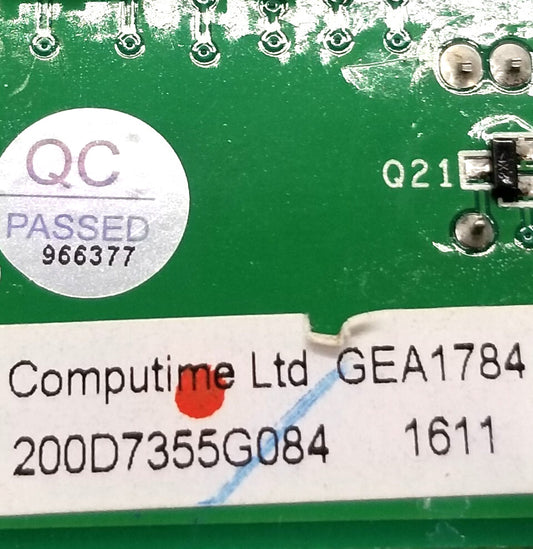 QC
PASSED
966377
Q21
Computime Ltd GEA1784
200D7355G084 1611